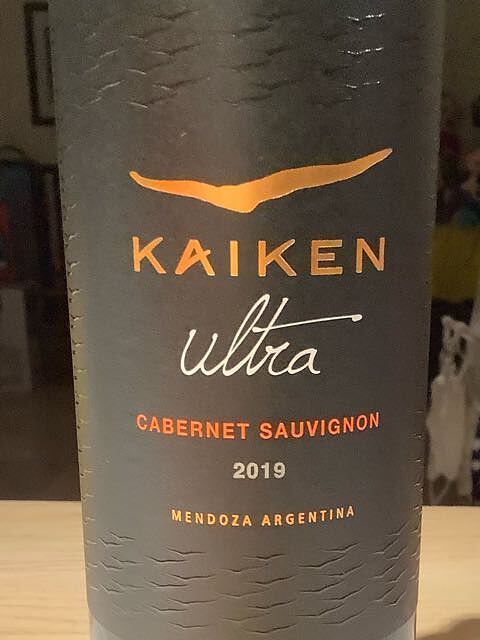 KAIKEN
ultra
CABERNET SAUVIGNON
2019
MENDOZA ARGENTINA